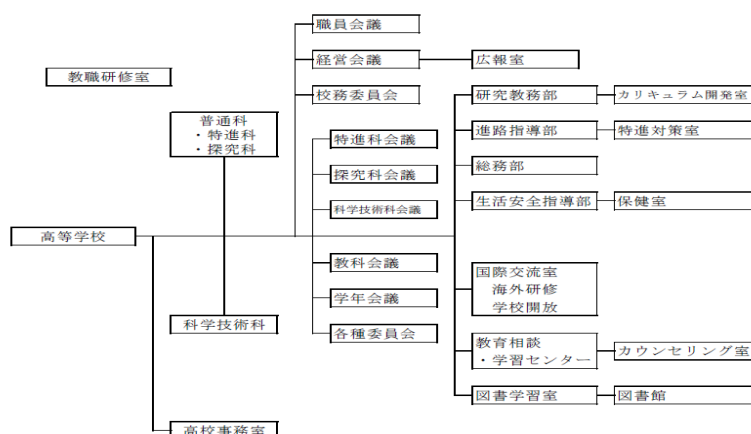 職員会議
経営会議
広報室
教職研修室
校務委員会
研究教務部
カリキュラム開発室
普通科
・特進科
・探究科
特進科会議
進路指導部
特進対策室
探究科会議
総務部
科学技術科会議
生活安全指導部
保健室
高等学校
教科会議
国際交流室
海外研修
学校開放
学年会議
科学技術科
各種委員会
教育相談
・学習センター
カウンセリング室
図書学習室
図書館
高校事務室